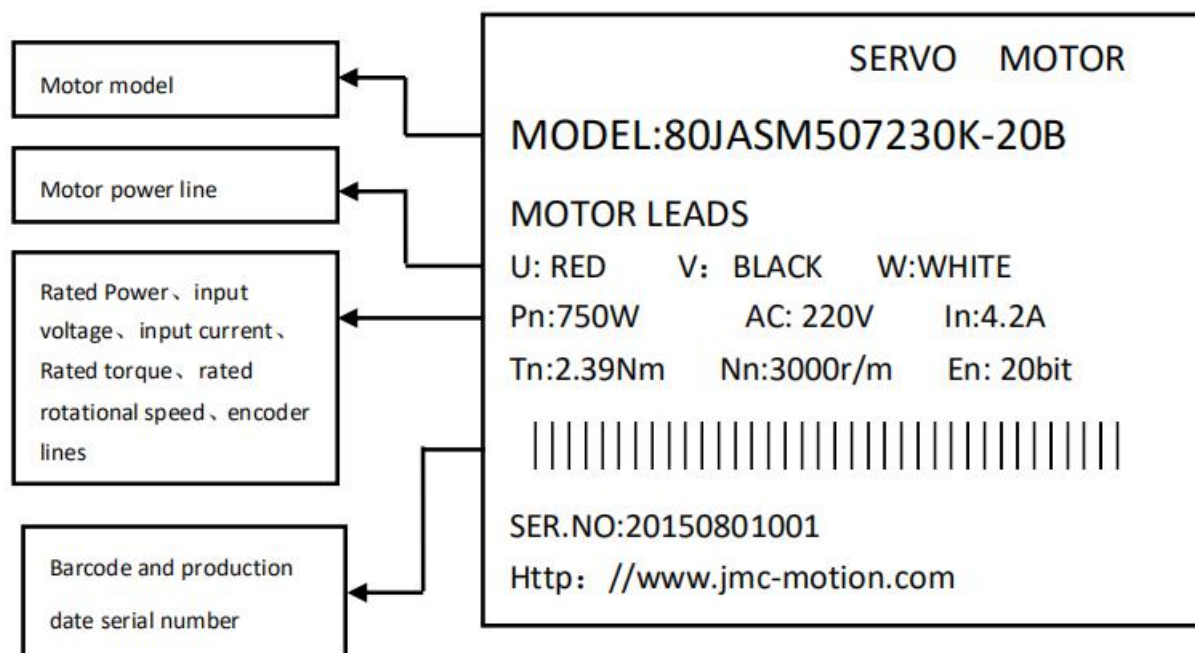 Motor model
Motor power line
Rated Power、input
voltage、input current、
Rated torque、rated
rotational speed、encoder
lines
Barcode and production
date serial number
SERVO MOTOR
MODEL:80JASM507230K-20B
MOTOR LEADS
U: RED V： BLACK W:WHITE
Pn:750W AC: 220V In:4.2A
Tn:2.39Nm Nn:3000r/m En: 20bit
SER.NO:20150801001
Http：//www.jmc-motion.com